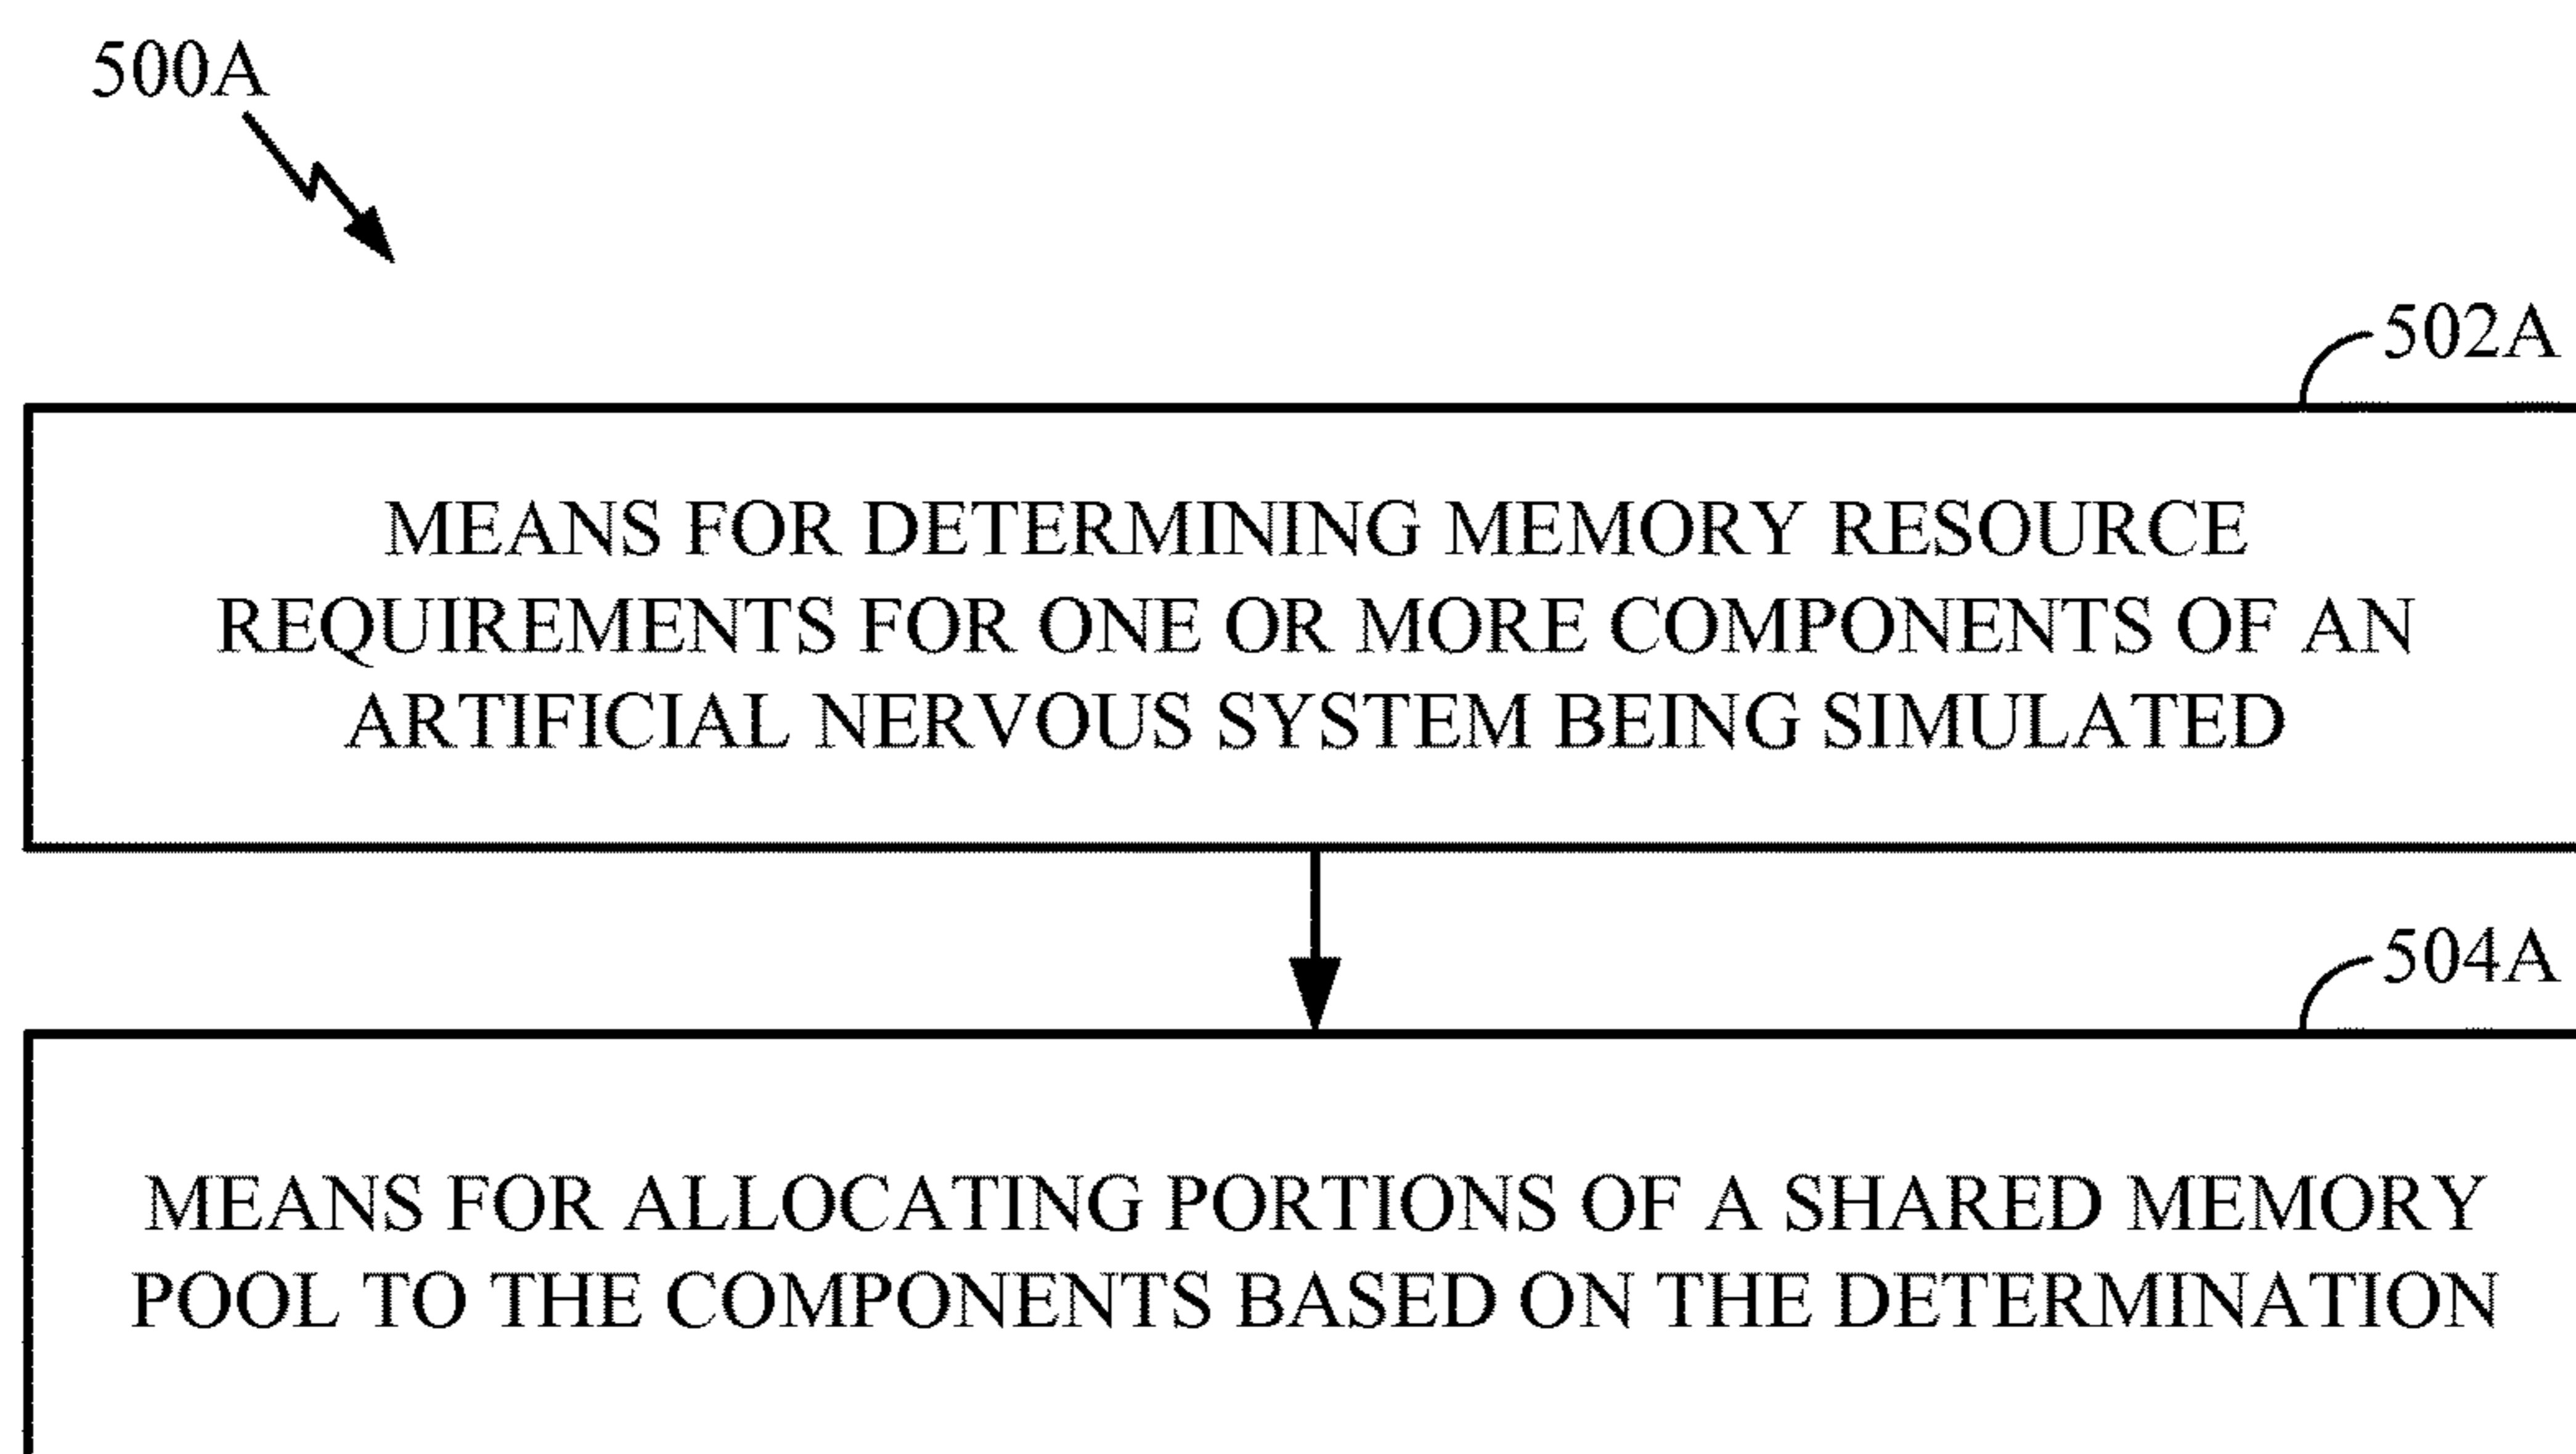 500A
502A
MEANS FOR DETERMINING MEMORY RESOURCE
REQUIREMENTS FOR ONE OR MORE COMPONENTS OF AN
ARTIFICIAL NERVOUS SYSTEM BEING SIMULATED
504A
MEANS FOR ALLOCATING PORTIONS OF A SHARED MEMORY
POOL TO THE COMPONENTS BASED ON THE DETERMINATION